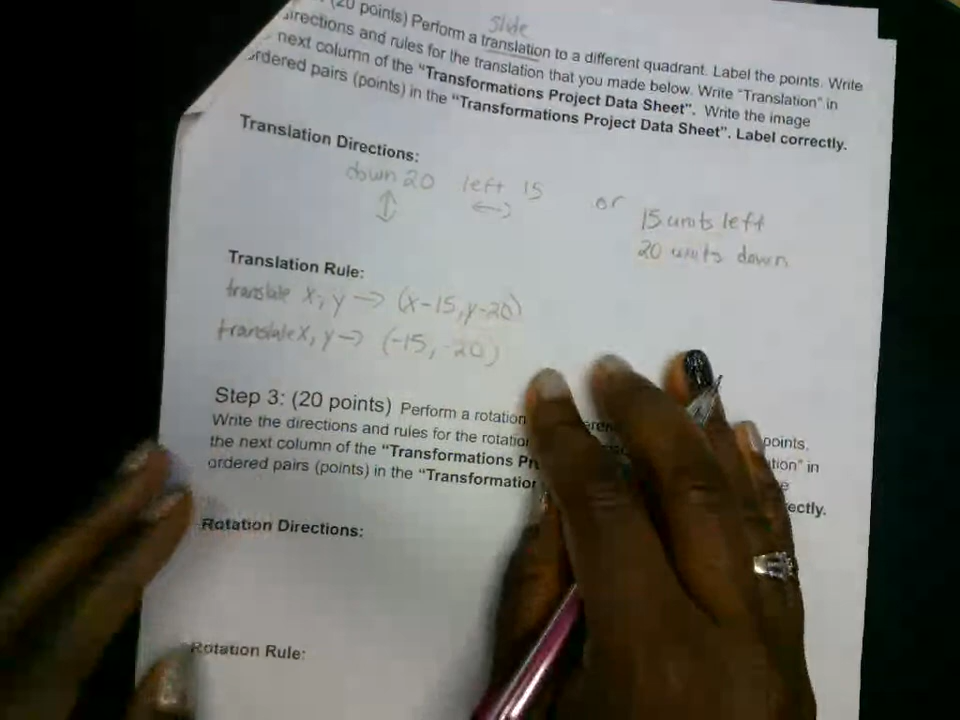 (20 points) Perform a translation to a different quadrant. Label the points. Write
slide
directions and rules for the translation that you made below. Write "Translation" in
next column of the "Transformations Project Data Sheet". Write the image
ordered pairs (points) in the "Transformations Project Data Sheet". Label correctly.
Translation Directions:
down 20 left 15 or
↕ ↔
15 units left
20 units down
Translation Rule:
translate x, y → (x-15, y-20)
translate x, y → (-15, -20)
Step 3: (20 points) Perform a rotation points.
Write the directions and rules for the tion" in
the next column of the "Transformations
ordered pairs (points) in the ectly.
Rotation Directions:
Rotation Rule: